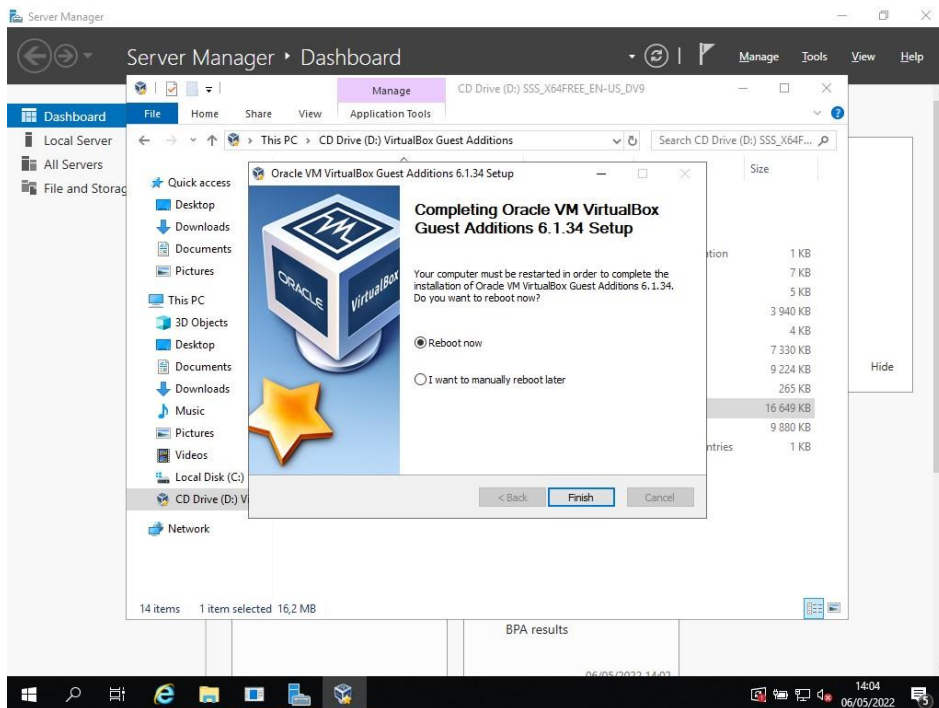 Server Manager
Server Manager • Dashboard
Manage Tools View Help
Dashboard
Local Server
All Servers
File and Storag
Manage
CD Drive (D:) SSS_X64FREE_EN-US_DV9
File Home Share View Application Tools
This PC > CD Drive (D:) VirtualBox Guest Additions
Search CD Drive (D:) SSS_X64F...
Size
Quick access
Desktop
Downloads
Documents
Pictures
This PC
3D Objects
Desktop
Documents
Downloads
Music
Pictures
Videos
Local Disk (C:)
CD Drive (D:) Vi
Network
Oracle VM VirtualBox Guest Additions 6.1.34 Setup
ORACLE
VirtualBox
Completing Oracle VM VirtualBox
Guest Additions 6.1.34 Setup
Your computer must be restarted in order to complete the
installation of Oracle VM VirtualBox Guest Additions 6.1.34.
Do you want to reboot now?
Reboot now
I want to manually reboot later
< Back Finish Cancel
ation 1 KB
7 KB
5 KB
3 940 KB
4 KB
7 330 KB
9 224 KB
265 KB
16 649 KB
9 880 KB
ntries 1 KB
Hide
14 items 1 item selected 16,2 MB
BPA results
06/05/2022 14:02
14:04
06/05/2022
5